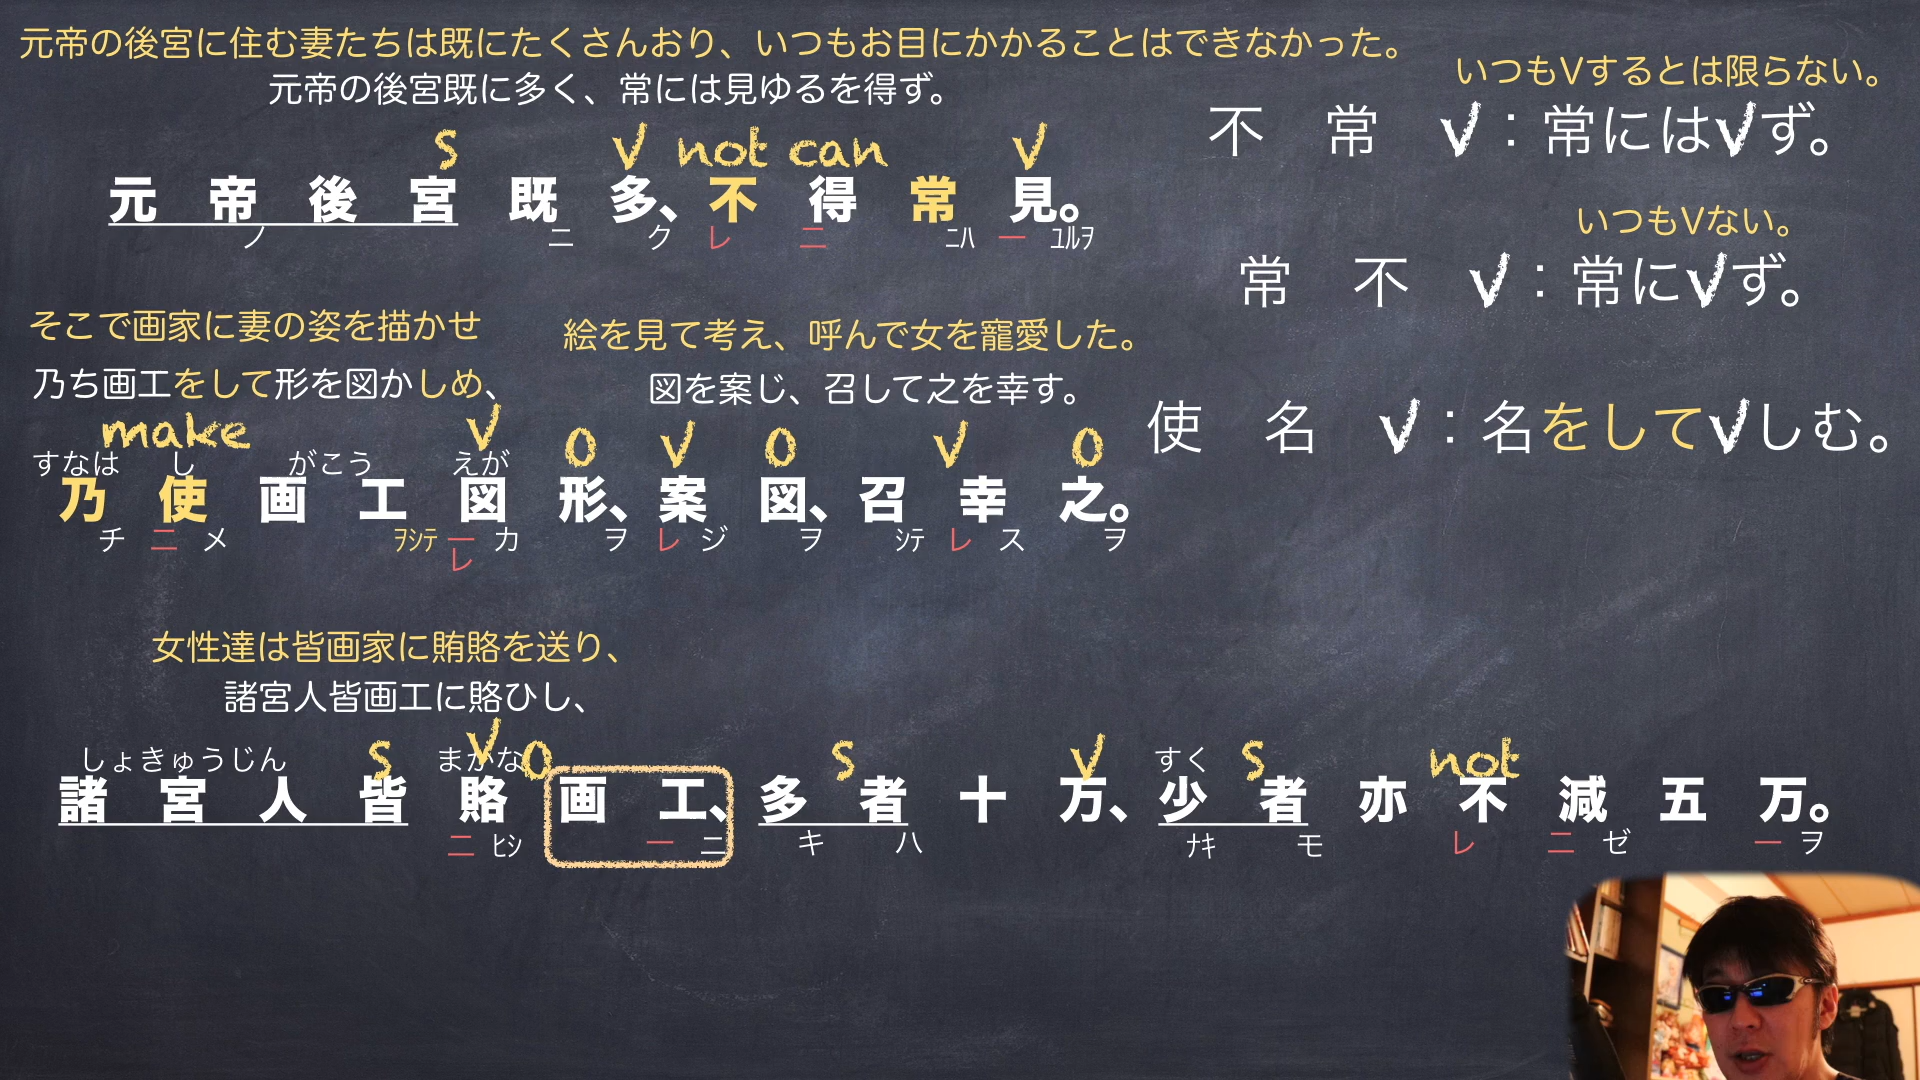 元帝の後宮に住む妻たちは既にたくさんおり、いつもお目にかかることはできなかった。
元帝の後宮既に多く、常には見ゆるを得ず。
S V not can V
元帝後宮既多、不得常見。
ノ ニ ク レ 二 ニハ 一 ユルヲ
いつもVするとは限らない。
不 常 V：常にはVず。
いつもVない。
常 不 V：常にVず。
そこで画家に妻の姿を描かせ
乃ち画工をして形を図かしめ、
絵を見て考え、呼んで女を寵愛した。
図を案じ、召して之を幸す。
make V O V O V O
すなは し がこう えが
乃使画工図形、案図、召幸之。
チ 二 メ ヲシテ 一レ カ ヲ レ ジ ヲ シテ レ ス ヲ
使 名 V：名をしてVしむ。
女性達は皆画家に賄賂を送り、
諸宮人皆画工に賂ひし、
S V O S V S not
しょきゅうじん まかな すく
諸宮人皆賂画工、多者十万、少者亦不減五万。
二 ヒシ 一 ニ キ ハ ナキ モ レ 二 ゼ 一 ヲ